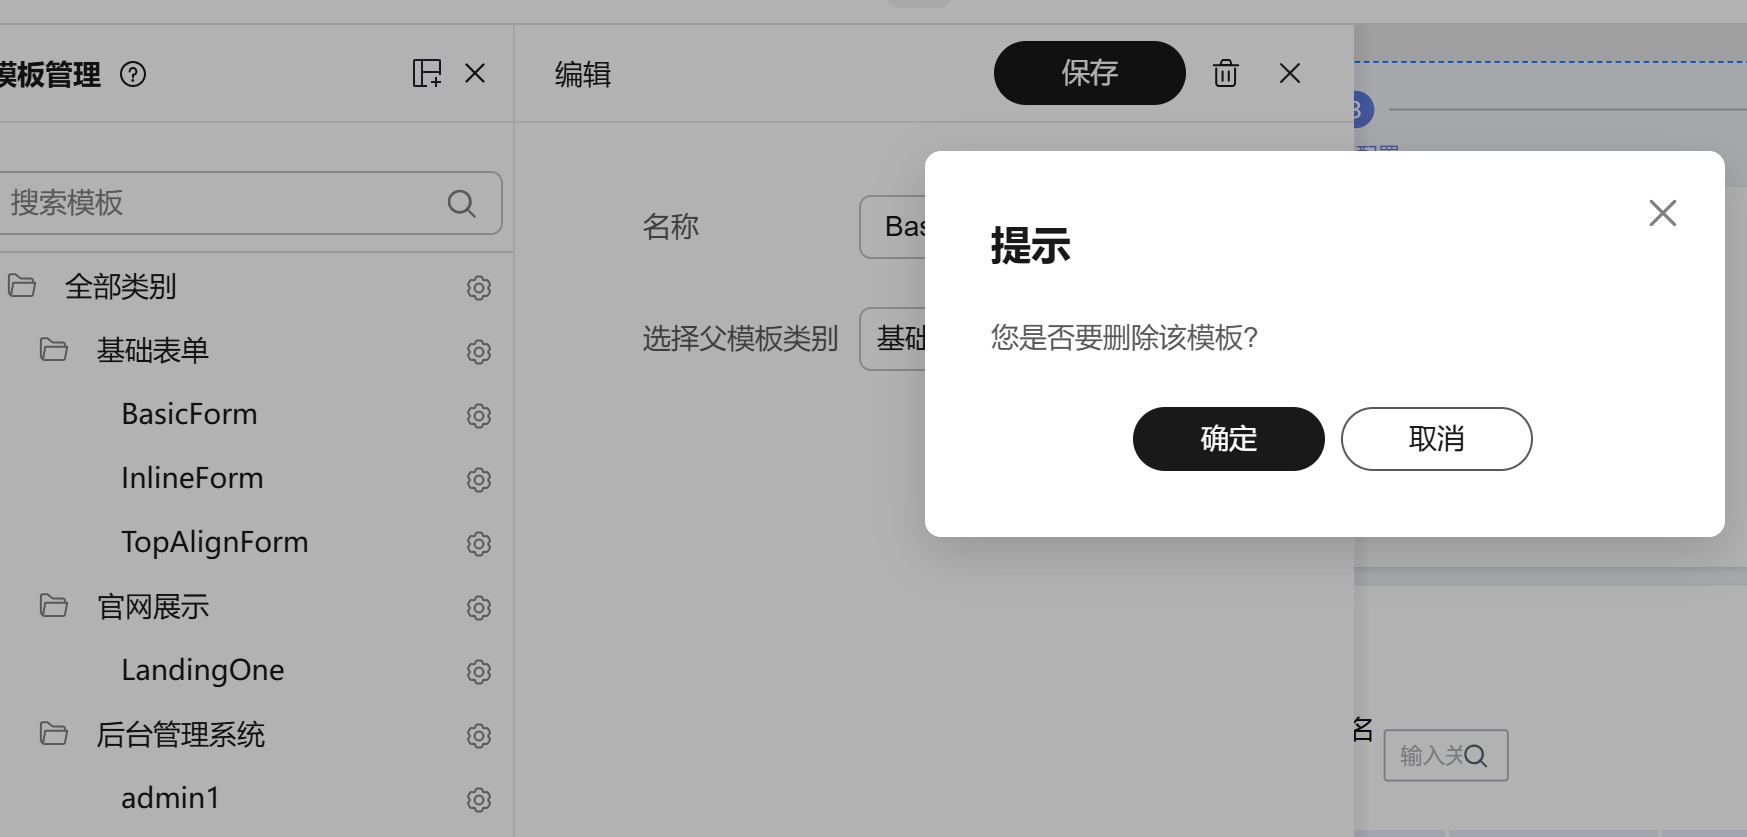 模板管理
编辑
保存
3
配置
搜索模板
名称
Bas
提示
全部类别
选择父模板类别
基础
您是否要删除该模板?
基础表单
BasicForm
确定
取消
InlineForm
TopAlignForm
官网展示
LandingOne
后台管理系统
名
输入关
admin1